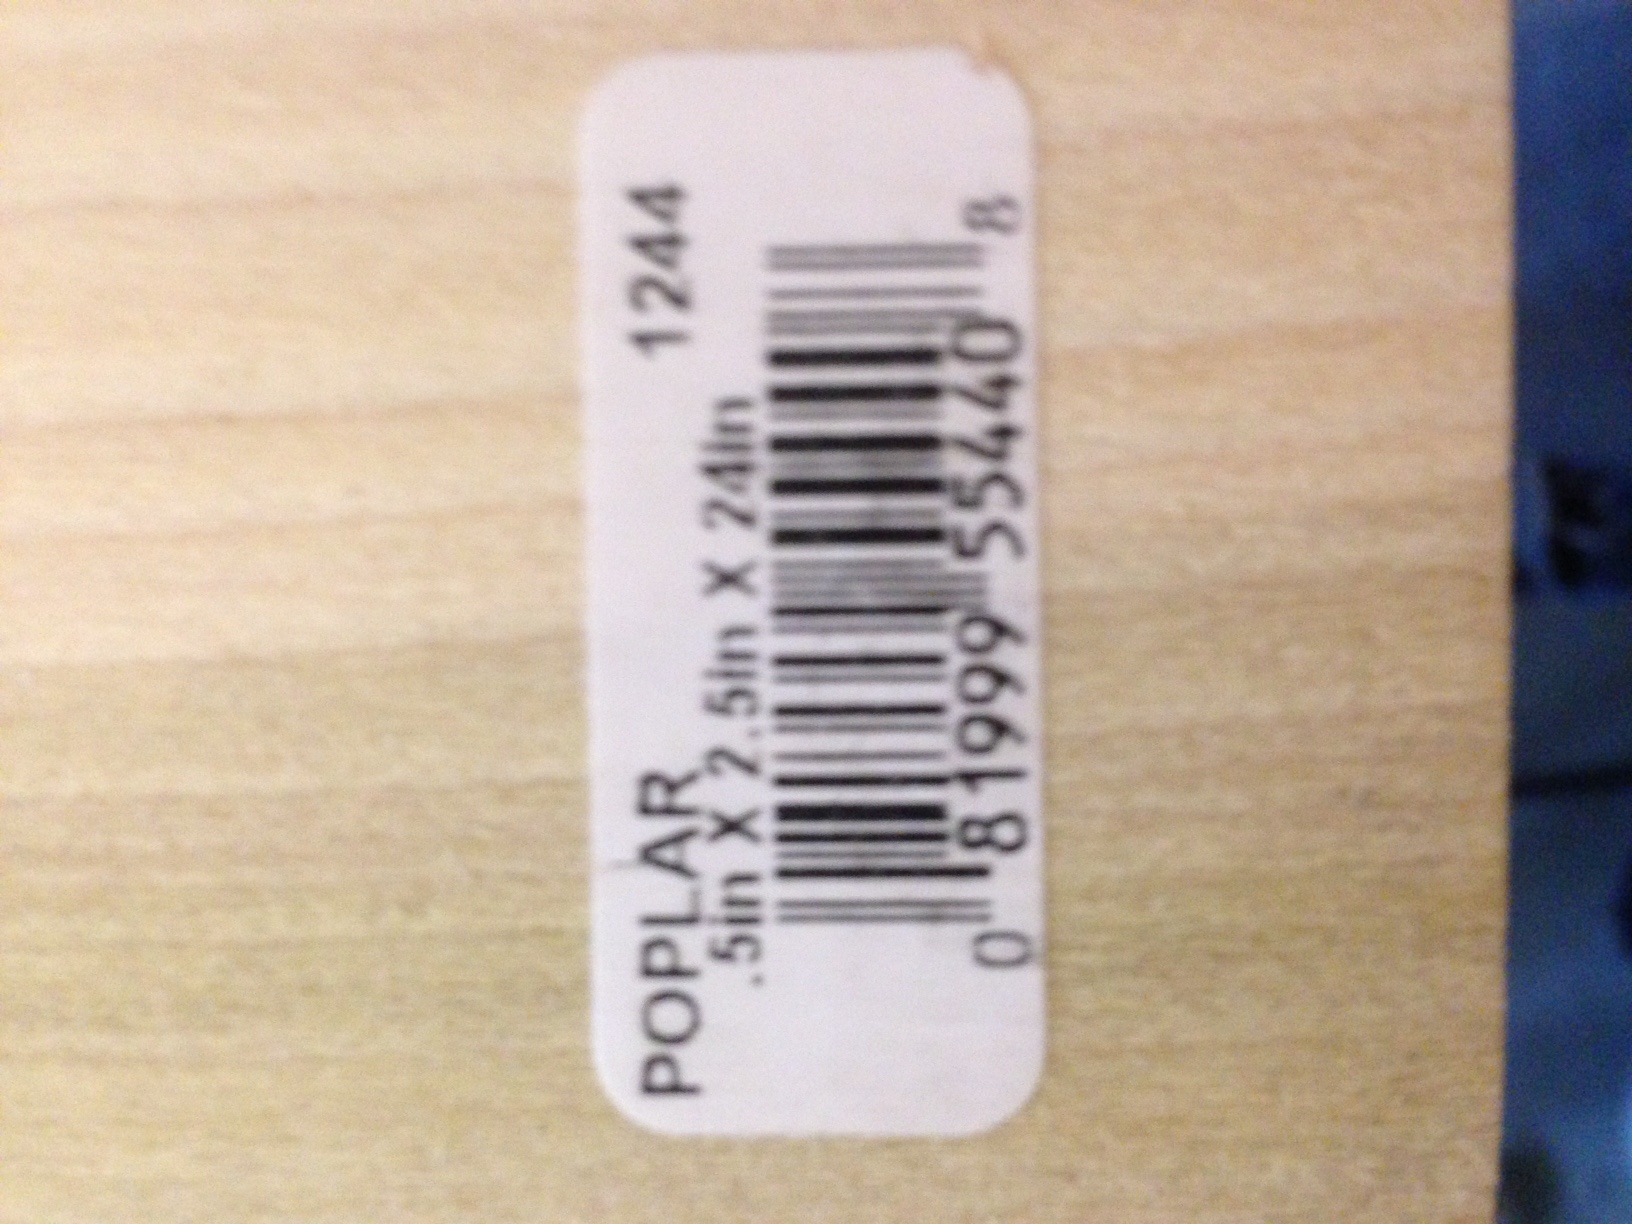 POPLAR 1244
.5in X 2.5in X 24in
0 81999 55440 8